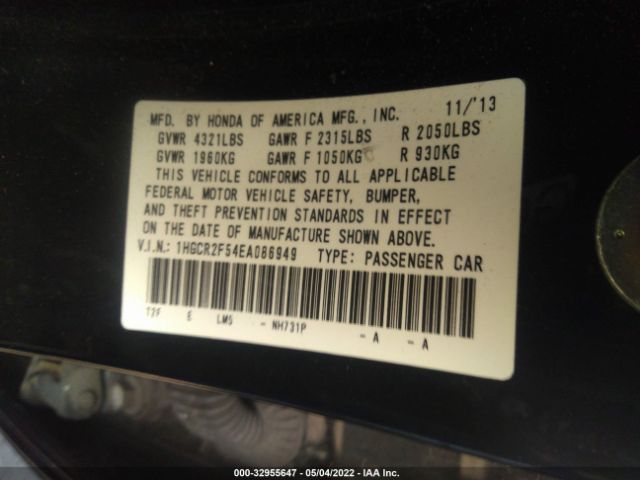 MFD. BY HONDA OF AMERICA MFG., INC. 11/'13
GVWR 4321LBS GAWR F 2315LBS R 2050LBS
GVWR 1960KG GAWR F 1050KG R 930KG
THIS VEHICLE CONFORMS TO ALL APPLICABLE
FEDERAL MOTOR VEHICLE SAFETY, BUMPER,
AND THEFT PREVENTION STANDARDS IN EFFECT
ON THE DATE OF MANUFACTURE SHOWN ABOVE.
V.I.N.: 1HGCR2F54EA086949 TYPE: PASSENGER CAR
T2F E LM5 - NH731P - A - A
000-32955647 - 05/04/2022 - IAA Inc.